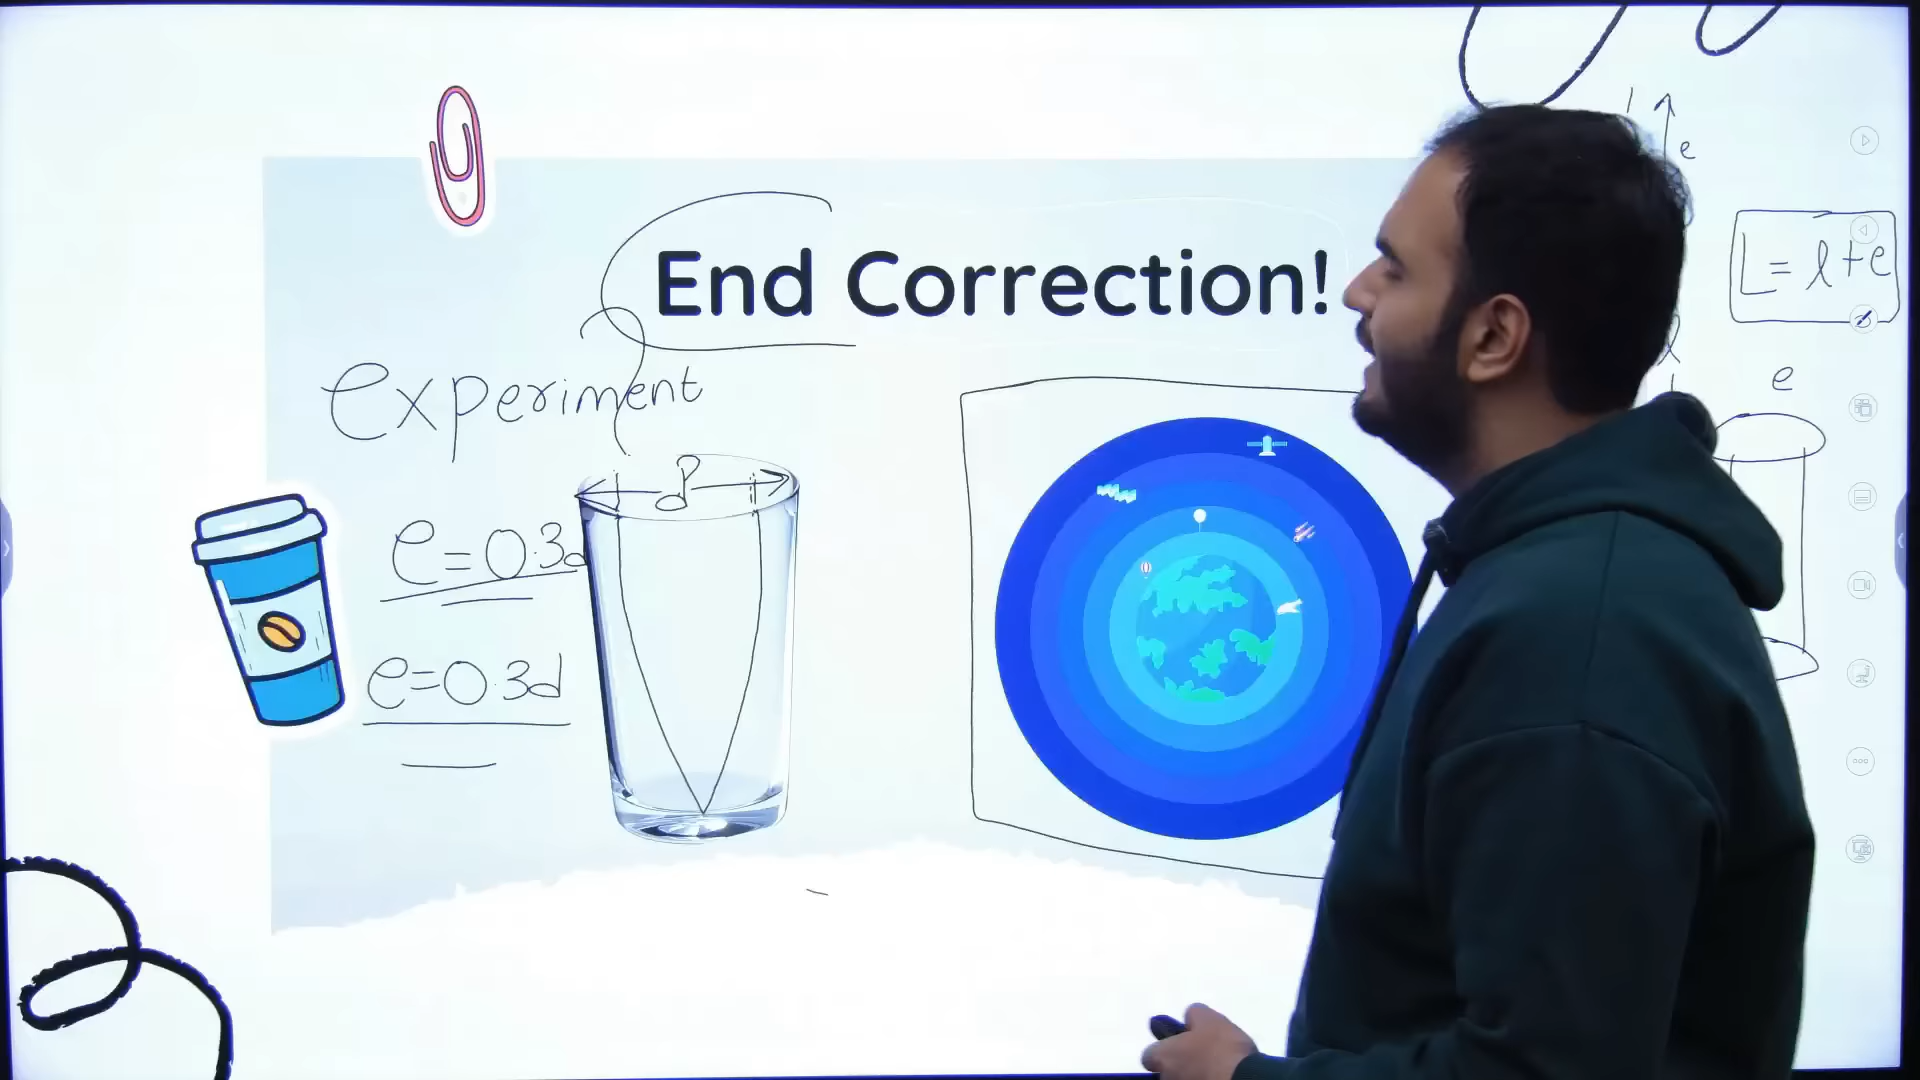 End Correction!
e
L = l + e
experiment
e
d
e = 0.3d
e = 0.3d